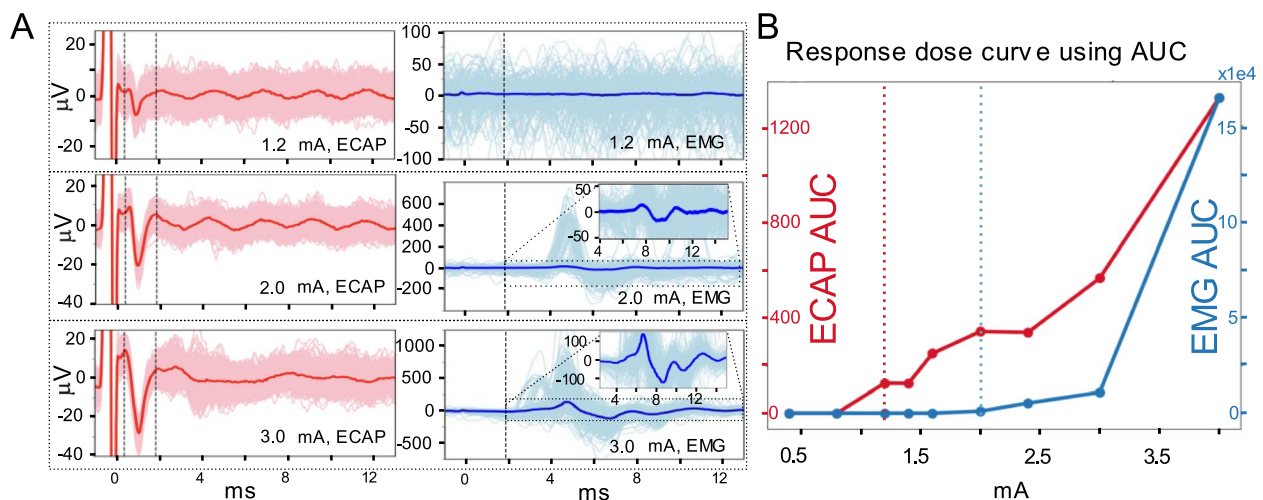 A
20
0
-20
μV
1.2 mA, ECAP
100
50
0
-50
-100
1.2 mA, EMG
20
0
-20
-40
μV
2.0 mA, ECAP
600
400
200
0
-200
50
0
-50
4 8 12
2.0 mA, EMG
20
0
-20
-40
μV
3.0 mA, ECAP
0 4 8 12
ms
1000
500
0
-500
100
0
-100
4 8 12
3.0 mA, EMG
0 4 8 12
ms
B
Response dose curve using AUC
x1e4
1200
800
400
0
ECAP AUC
15
10
5
0
EMG AUC
0.5 1.5 2.5 3.5
mA